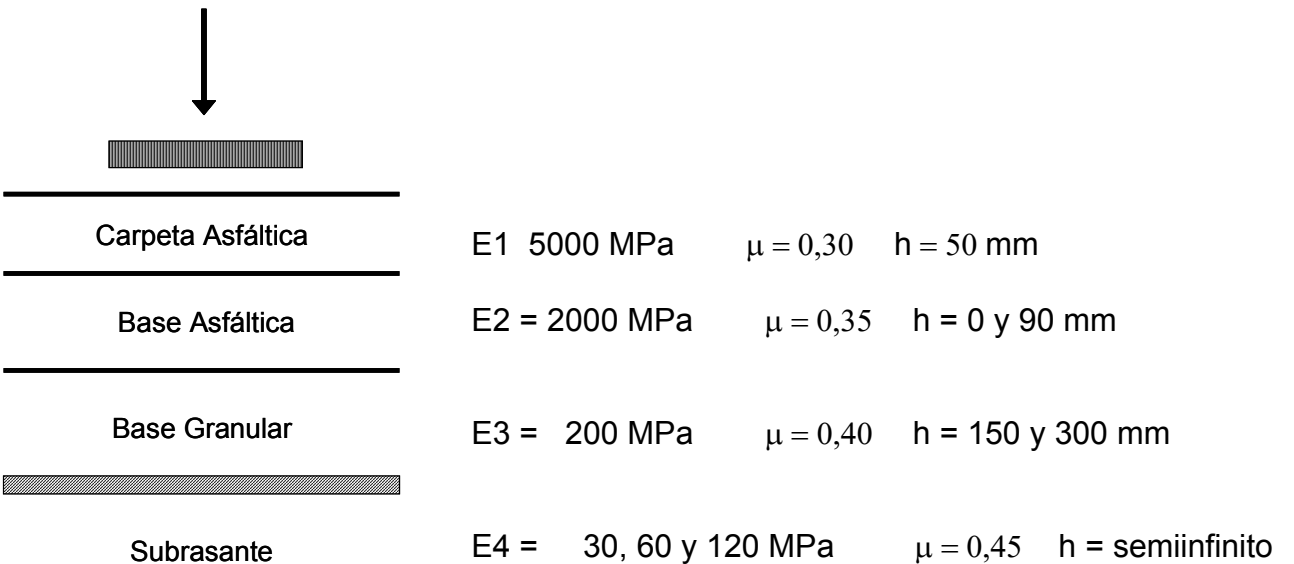 Carpeta Asfáltica E1 5000 MPa μ = 0,30 h = 50 mm
Base Asfáltica E2 = 2000 MPa μ = 0,35 h = 0 y 90 mm
Base Granular E3 = 200 MPa μ = 0,40 h = 150 y 300 mm
Subrasante E4 = 30, 60 y 120 MPa μ = 0,45 h = semiinfinito